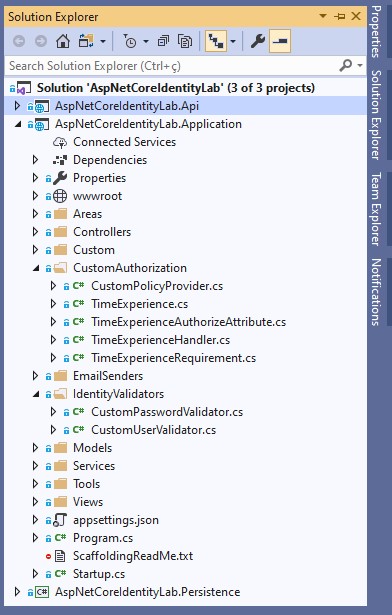 Solution Explorer
Search Solution Explorer (Ctrl+ç)
Solution 'AspNetCoreIdentityLab' (3 of 3 projects)
AspNetCoreIdentityLab.Api
AspNetCoreIdentityLab.Application
Connected Services
Dependencies
Properties
wwwroot
Areas
Controllers
Custom
CustomAuthorization
C# CustomPolicyProvider.cs
C# TimeExperience.cs
C# TimeExperienceAuthorizeAttribute.cs
C# TimeExperienceHandler.cs
C# TimeExperienceRequirement.cs
EmailSenders
IdentityValidators
C# CustomPasswordValidator.cs
C# CustomUserValidator.cs
Models
Services
Tools
Views
appsettings.json
C# Program.cs
ScaffoldingReadMe.txt
C# Startup.cs
C# AspNetCoreIdentityLab.Persistence
Properties
Solution Explorer
Team Explorer
Notifications